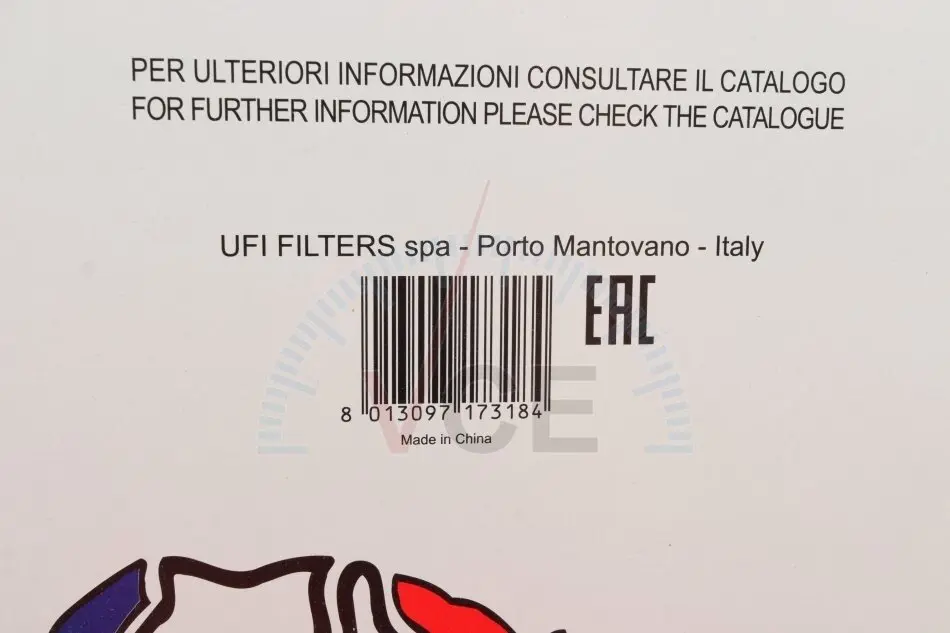 PER ULTERIORI INFORMAZIONI CONSULTARE IL CATALOGO
FOR FURTHER INFORMATION PLEASE CHECK THE CATALOGUE
UFI FILTERS spa - Porto Mantovano - Italy
EAC
8 013097 173184
Made in China
VCE